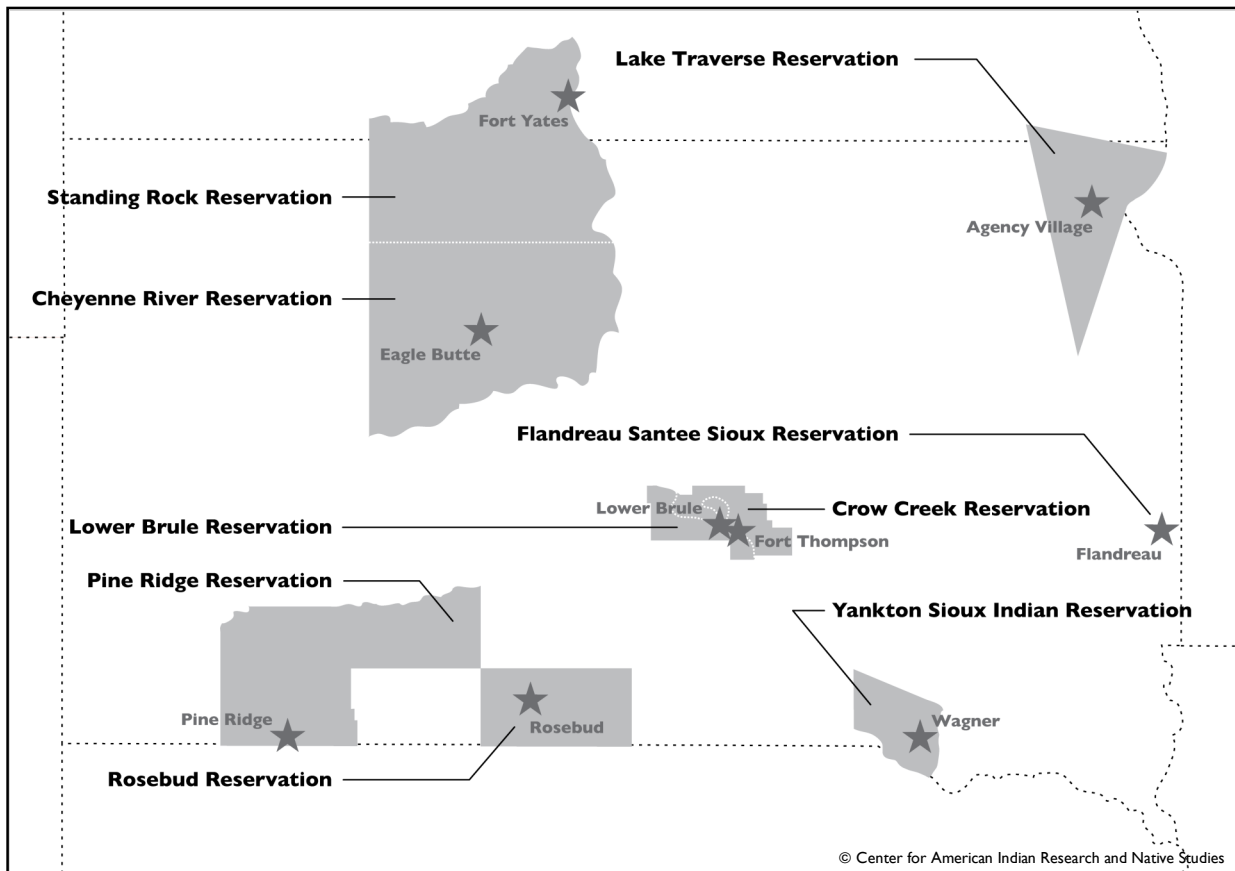 Lake Traverse Reservation
Fort Yates
Standing Rock Reservation
Agency Village
Cheyenne River Reservation
Eagle Butte
Flandreau Santee Sioux Reservation
Lower Brule
Crow Creek Reservation
Lower Brule Reservation
Fort Thompson
Flandreau
Pine Ridge Reservation
Yankton Sioux Indian Reservation
Pine Ridge
Rosebud
Wagner
Rosebud Reservation
© Center for American Indian Research and Native Studies